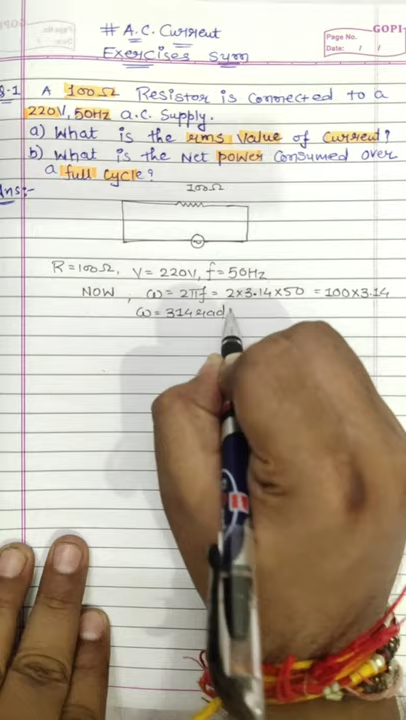 GOPI
Page No.
Date: / /
# A.C. Current
Exercises sum
Q.1 A 100Ω Resistor is connected to a
220V, 50Hz a.c. Supply.
a) What is the rms value of current?
b) What is the Net power consumed over
a full cycle?
Ans:-
100Ω
R=100Ω, V=220V, f=50Hz
NOW, ω = 2πf = 2×3.14×50 = 100×3.14
ω = 314 rad